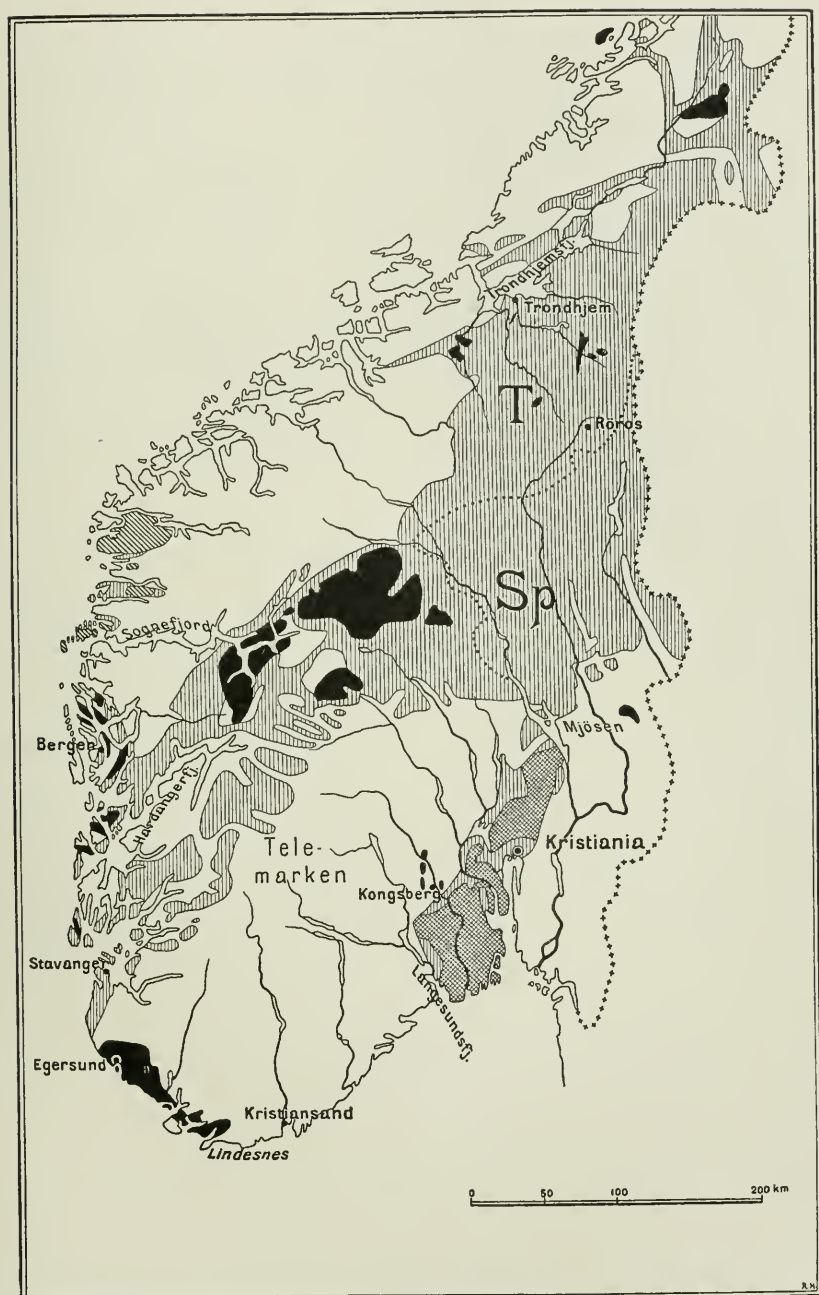 Trondhjemsfj.
Trondhjem
T
Röros
Sp
Sognefjord
Mjösen
Bergen
Hardangerfj.
Kristiania
Tele-
marken
Kongsberg
Stavanger
Langesundsfj.
Egersund
Kristiansand
Lindesnes
0 50 100 200 km